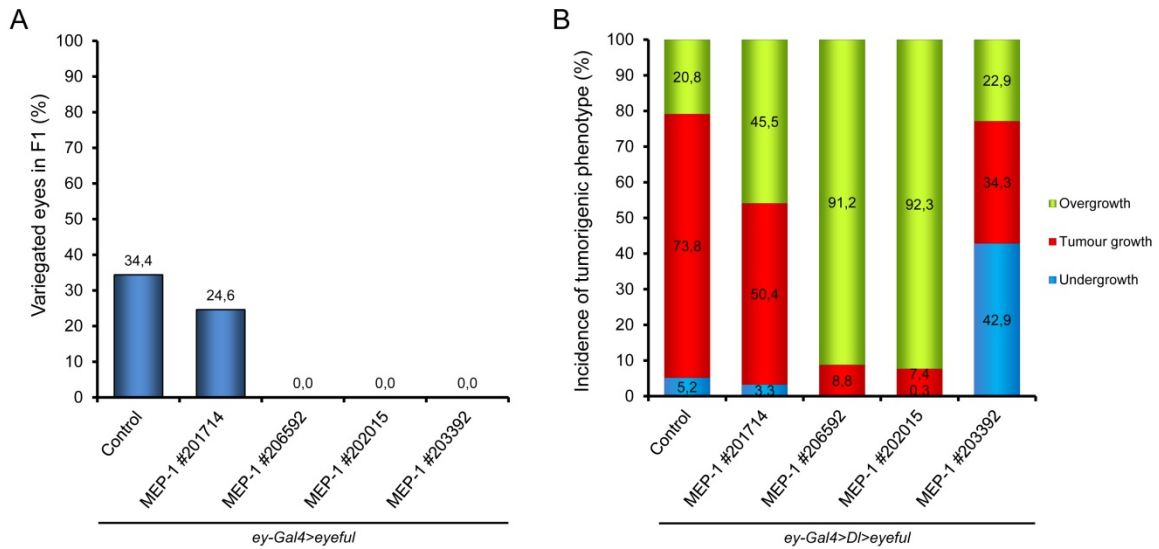 A
Variegated eyes in F1 (%)
100
90
80
70
60
50
40
30
20
10
0
34,4
24,6
0,0
0,0
0,0
Control
MEP-1 #201714
MEP-1 #206592
MEP-1 #202015
MEP-1 #203392
ey-Gal4>eyeful
B
Incidence of tumorigenic phenotype (%)
100
90
80
70
60
50
40
30
20
10
0
20,8
73,8
5,2
45,5
50,4
3,3
91,2
8,8
92,3
7,4
0,3
22,9
34,3
42,9
Control
MEP-1 #201714
MEP-1 #206592
MEP-1 #202015
MEP-1 #203392
ey-Gal4>Dl>eyeful
Overgrowth
Tumour growth
Undergrowth